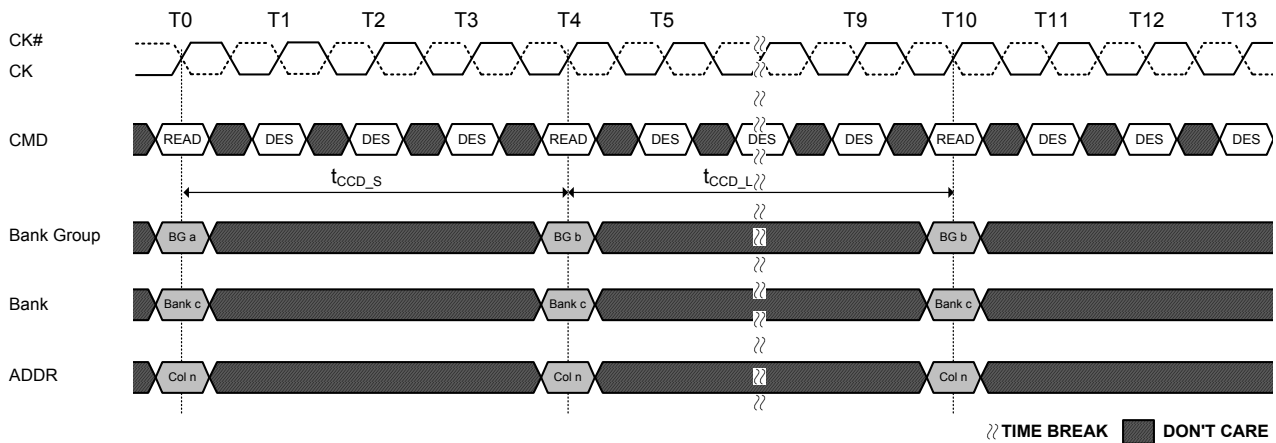 T0 T1 T2 T3 T4 T5 T9 T10 T11 T12 T13
CK#
CK
CMD READ DES DES DES READ DES DES DES READ DES DES DES
tCCD_S tCCD_L
Bank Group BG a BG b BG b
Bank Bank c Bank c Bank c
ADDR Col n Col n Col n
TIME BREAK DON'T CARE